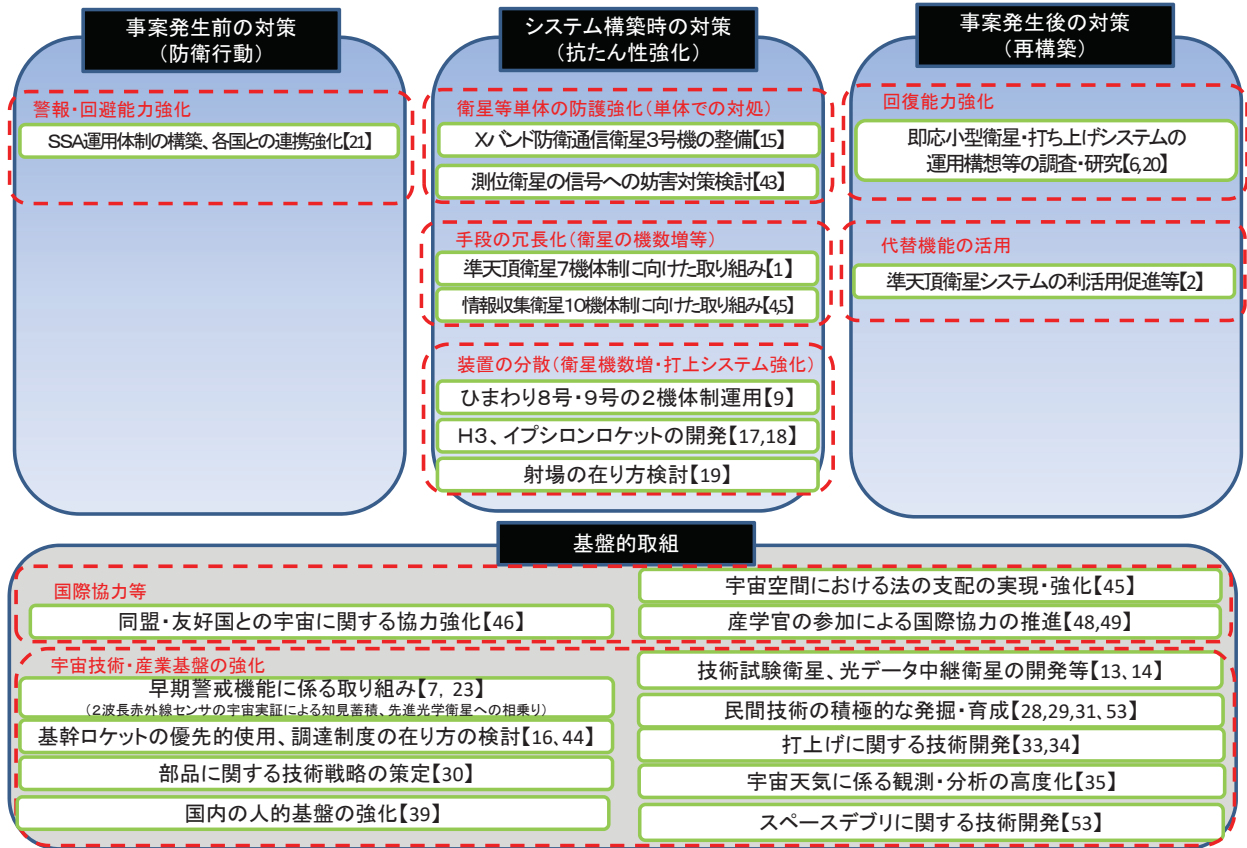 事案発生前の対策
(防衛行動)
警報・回避能力強化
SSA運用体制の構築、各国との連携強化【21】
システム構築時の対策
(抗たん性強化)
衛星等単体の防護強化(単体での対処)
Xバンド防衛通信衛星3号機の整備【15】
測位衛星の信号への妨害対策検討【43】
手段の冗長化(衛星の機数増等)
準天頂衛星7機体制に向けた取り組み【1】
情報収集衛星10機体制に向けた取り組み【4,5】
装置の分散(衛星機数増・打上システム強化)
ひまわり8号・9号の2機体制運用【9】
H3、イプシロンロケットの開発【17,18】
射場の在り方検討【19】
事案発生後の対策
(再構築)
回復能力強化
即応小型衛星・打ち上げシステムの
運用構想等の調査・研究【6,20】
代替機能の活用
準天頂衛星システムの利活用促進等【2】
基盤的取組
国際協力等
同盟・友好国との宇宙に関する協力強化【46】
宇宙空間における法の支配の実現・強化【45】
産学官の参加による国際協力の推進【48,49】
宇宙技術・産業基盤の強化
早期警戒機能に係る取り組み【7, 23】
(2波長赤外線センサの宇宙実証による知見蓄積、先進光学衛星への相乗り)
基幹ロケットの優先的使用、調達制度の在り方の検討【16、44】
部品に関する技術戦略の策定【30】
国内の人的基盤の強化【39】
技術試験衛星、光データ中継衛星の開発等【13、14】
民間技術の積極的な発掘・育成【28,29,31、53】
打上げに関する技術開発【33,34】
宇宙天気に係る観測・分析の高度化【35】
スペースデブリに関する技術開発【53】